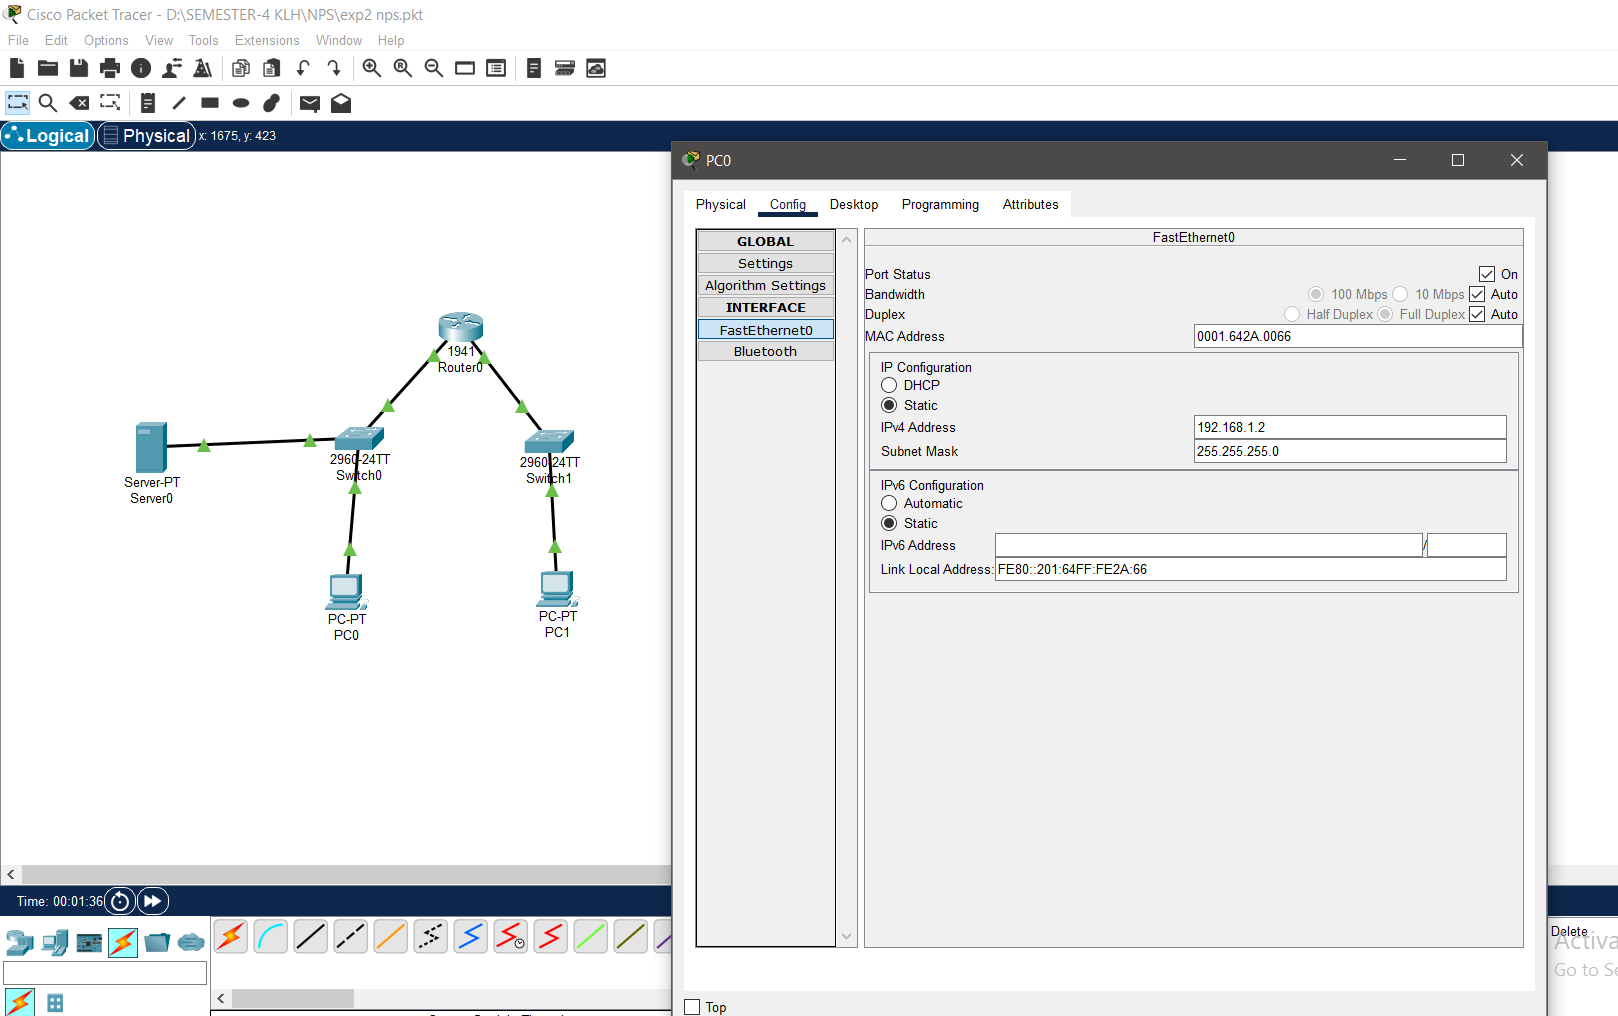 Cisco Packet Tracer - D:\SEMESTER-4 KLH\NPS\exp2 nps.pkt
File Edit Options View Tools Extensions Window Help
Logical Physical x: 1675, y: 423
PC0
Physical Config Desktop Programming Attributes
GLOBAL
Settings
Algorithm Settings
INTERFACE
FastEthernet0
Bluetooth
FastEthernet0
Port Status On
Bandwidth 100 Mbps 10 Mbps Auto
Duplex Half Duplex Full Duplex Auto
MAC Address 0001.642A.0066
IP Configuration
DHCP
Static
IPv4 Address 192.168.1.2
Subnet Mask 255.255.255.0
IPv6 Configuration
Automatic
Static
IPv6 Address /
Link Local Address: FE80::201:64FF:FE2A:66
Top
1941
Router0
Server-PT
Server0
2960-24TT
Switch0
2960-24TT
Switch1
PC-PT
PC0
PC-PT
PC1
Time: 00:01:36
Delete
Activa
Go to Se